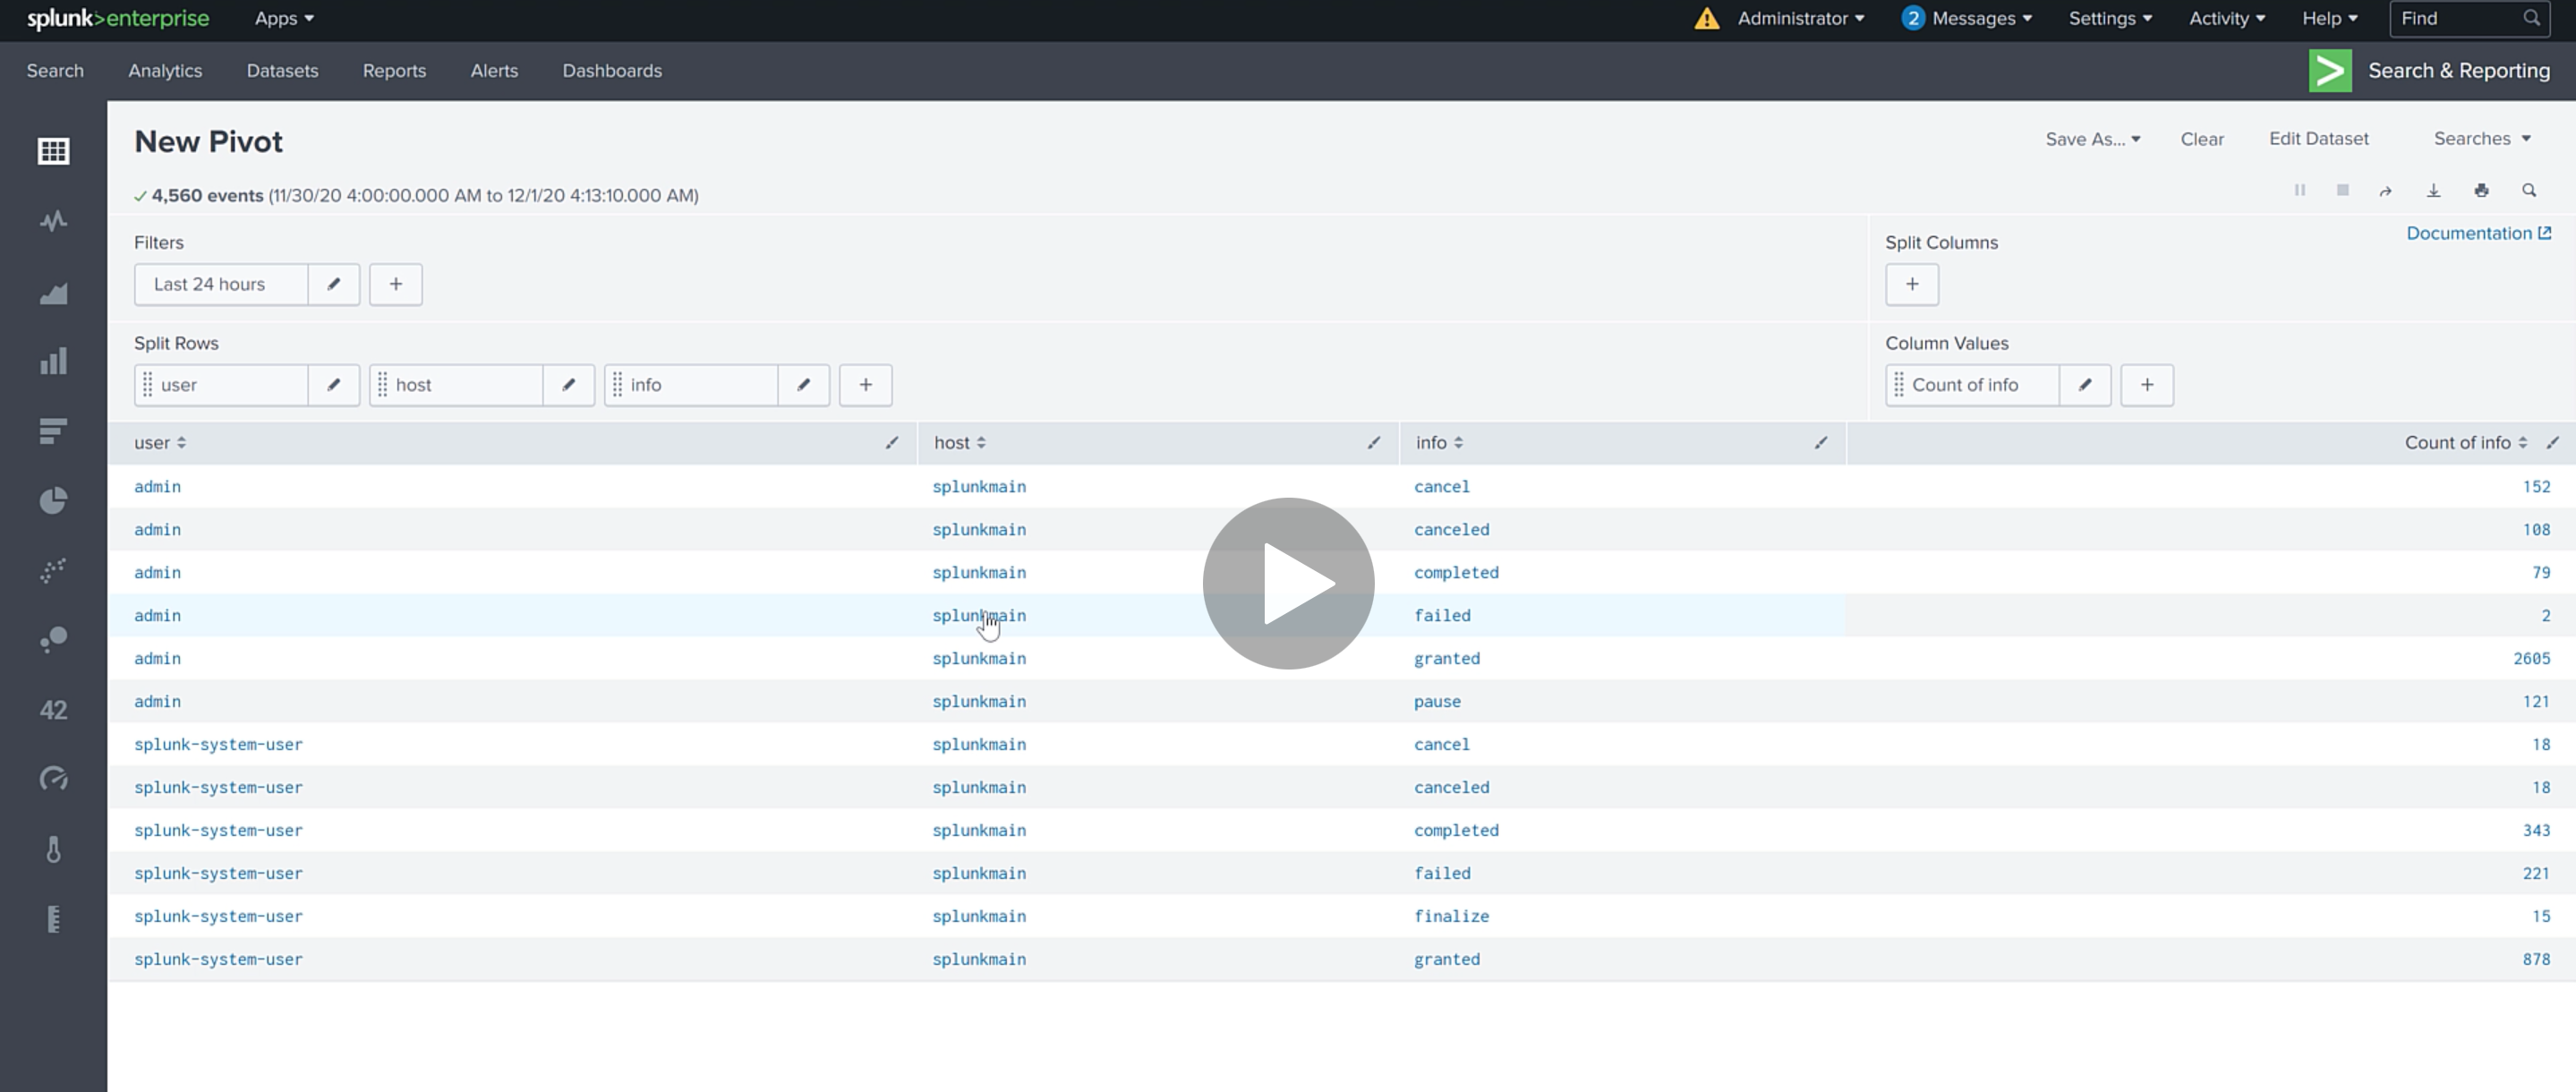 splunk>enterprise Apps Administrator 2 Messages Settings Activity Help Find
Search Analytics Datasets Reports Alerts Dashboards Search & Reporting
New Pivot Save As... Clear Edit Dataset Searches
4,560 events (11/30/20 4:00:00.000 AM to 12/1/20 4:13:10.000 AM)
Filters Split Columns Documentation
Last 24 hours + +
Split Rows Column Values
user host info + Count of info +
user host info Count of info
admin splunkmain cancel 152
admin splunkmain canceled 108
admin splunkmain completed 79
admin splunkmain failed 2
admin splunkmain granted 2605
admin splunkmain pause 121
splunk-system-user splunkmain cancel 18
splunk-system-user splunkmain canceled 18
splunk-system-user splunkmain completed 343
splunk-system-user splunkmain failed 221
splunk-system-user splunkmain finalize 15
splunk-system-user splunkmain granted 878
42